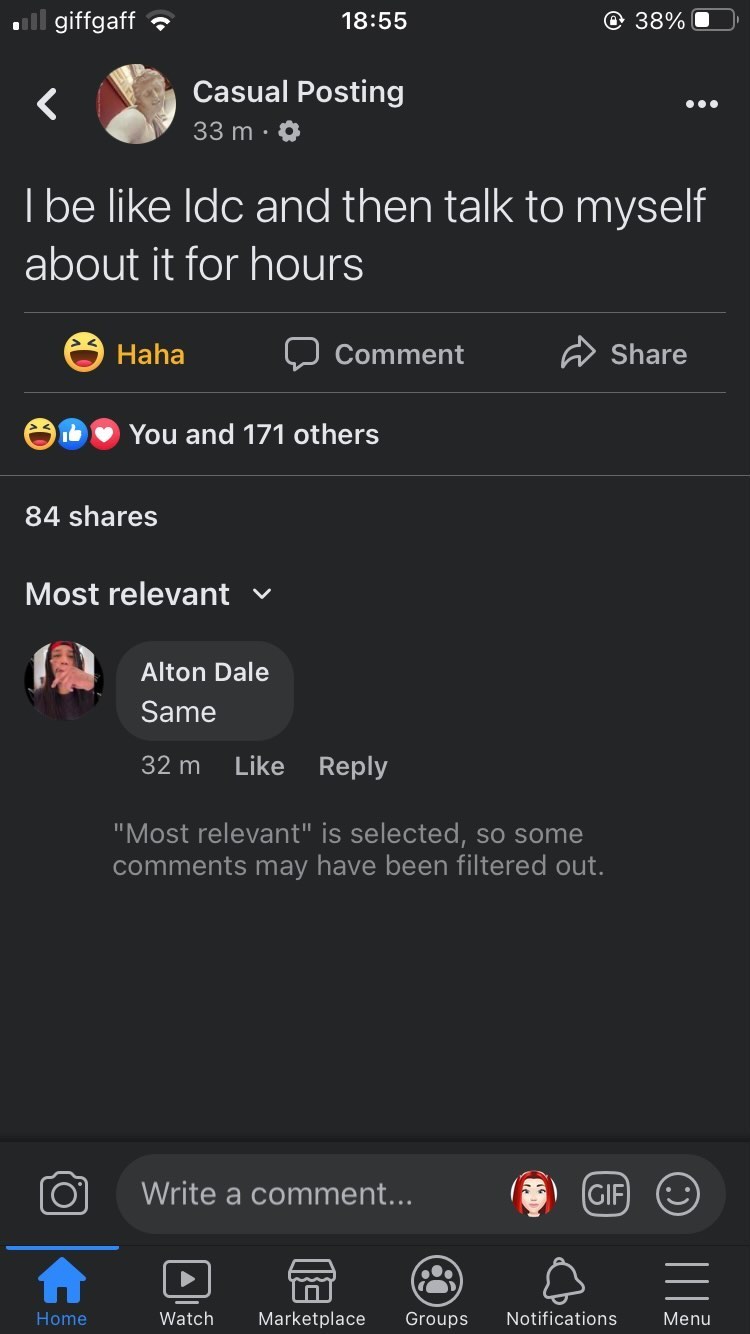 giffgaff 18:55 38%
Casual Posting
33 m ·
I be like Idc and then talk to myself
about it for hours
Haha Comment Share
You and 171 others
84 shares
Most relevant
Alton Dale
Same
32 m Like Reply
"Most relevant" is selected, so some
comments may have been filtered out.
Write a comment... GIF
Home Watch Marketplace Groups Notifications Menu